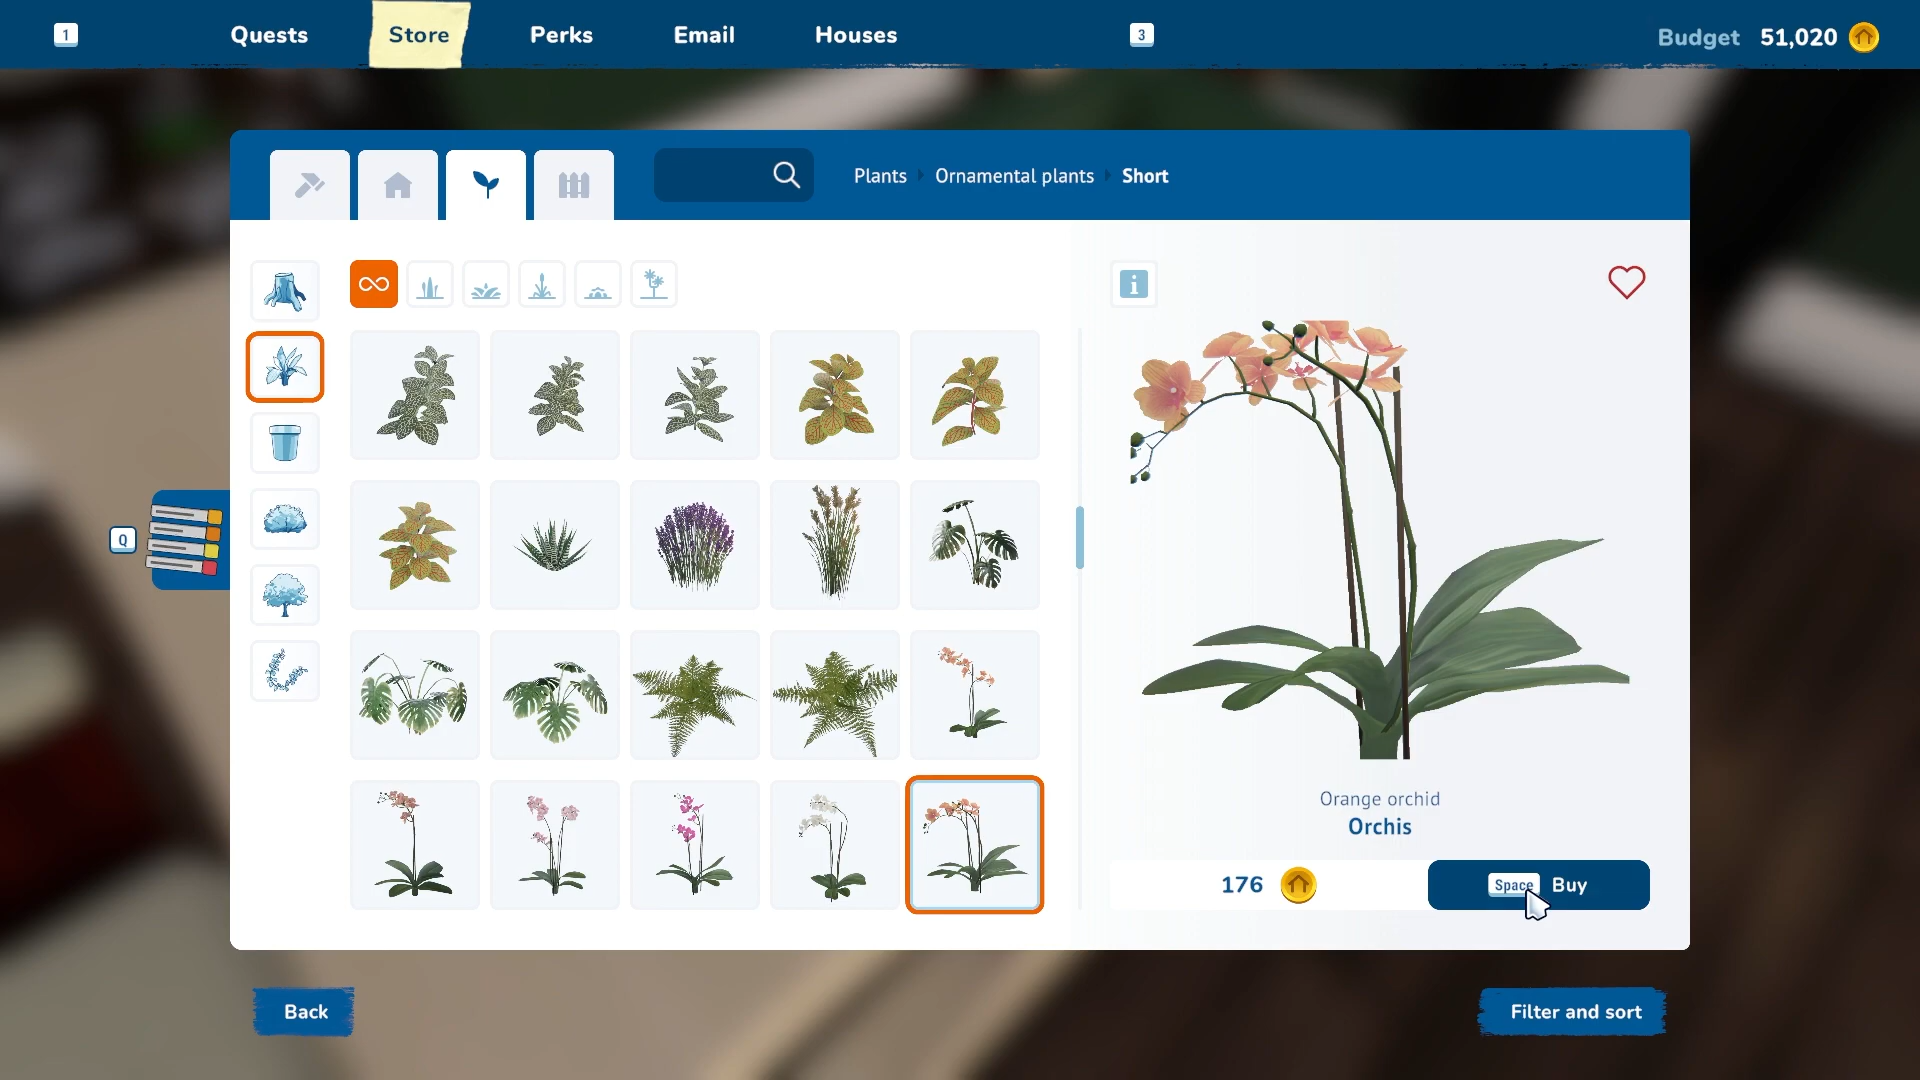 1
Quests
Store
Perks
Email
Houses
3
Budget 51,020
Plants
Ornamental plants
Short
Q
i
Orange orchid
Orchis
176
Space Buy
Back
Filter and sort